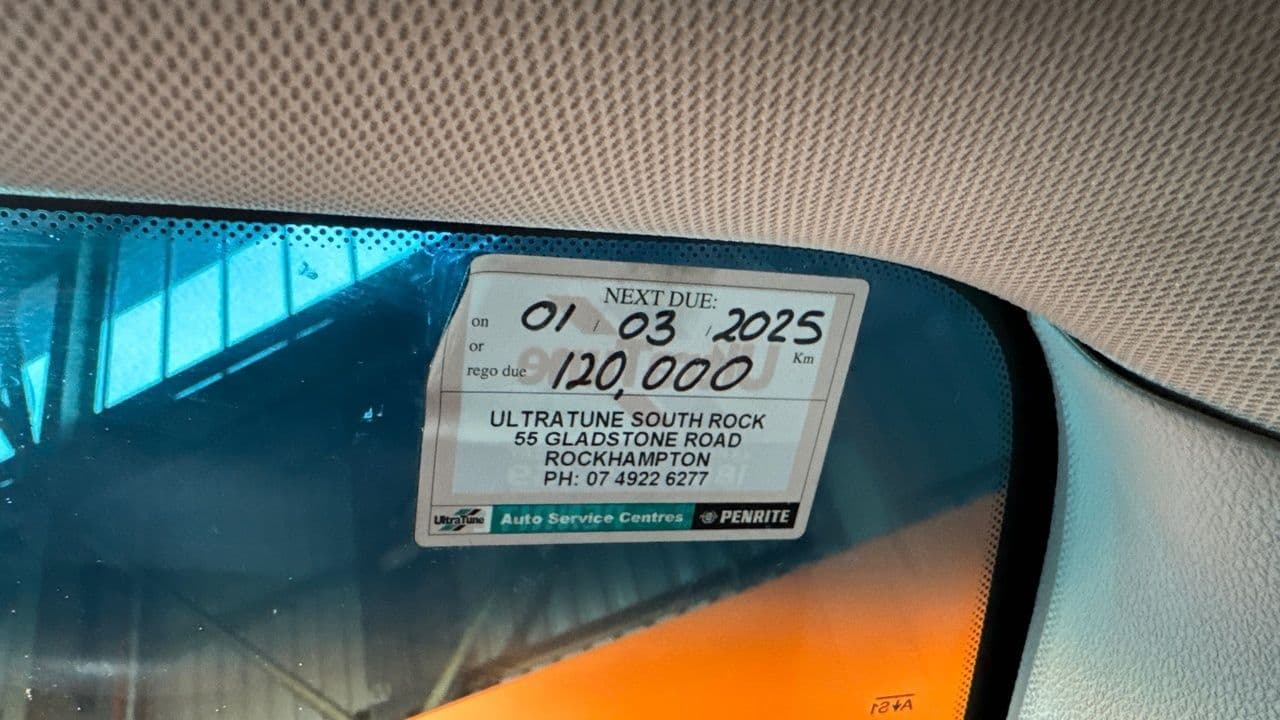 NEXT DUE:
on 01 / 03 / 2025
or
rego due 120,000 Km
ULTRATUNE SOUTH ROCK
55 GLADSTONE ROAD
ROCKHAMPTON
PH: 07 4922 6277
UltraTune Auto Service Centres PENRITE